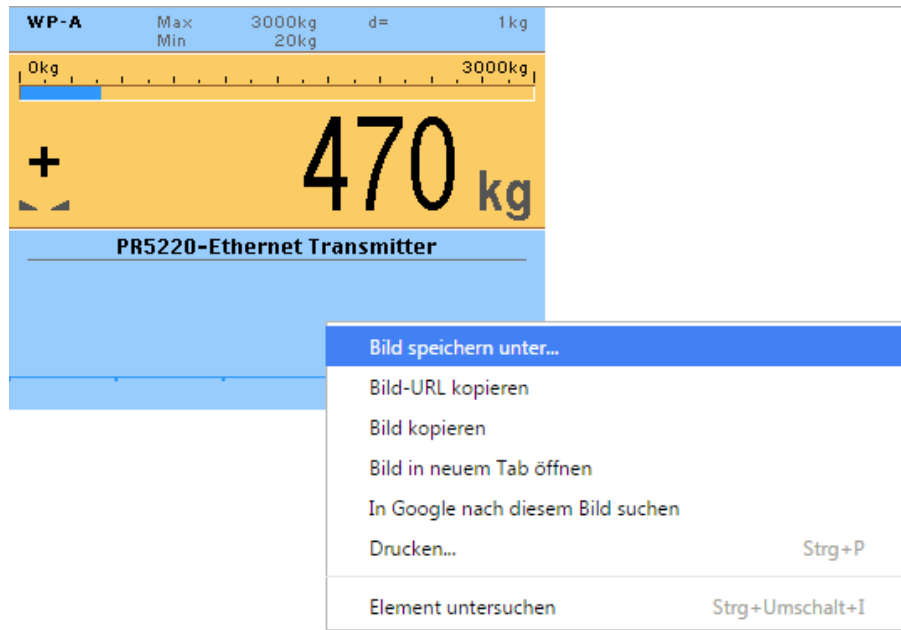 WP-A Max 3000kg d= 1kg
Min 20kg
0kg 3000kg
+ 470 kg
PR5220-Ethernet Transmitter
Bild speichern unter...
Bild-URL kopieren
Bild kopieren
Bild in neuem Tab öffnen
In Google nach diesem Bild suchen
Drucken... Strg+P
Element untersuchen Strg+Umschalt+I